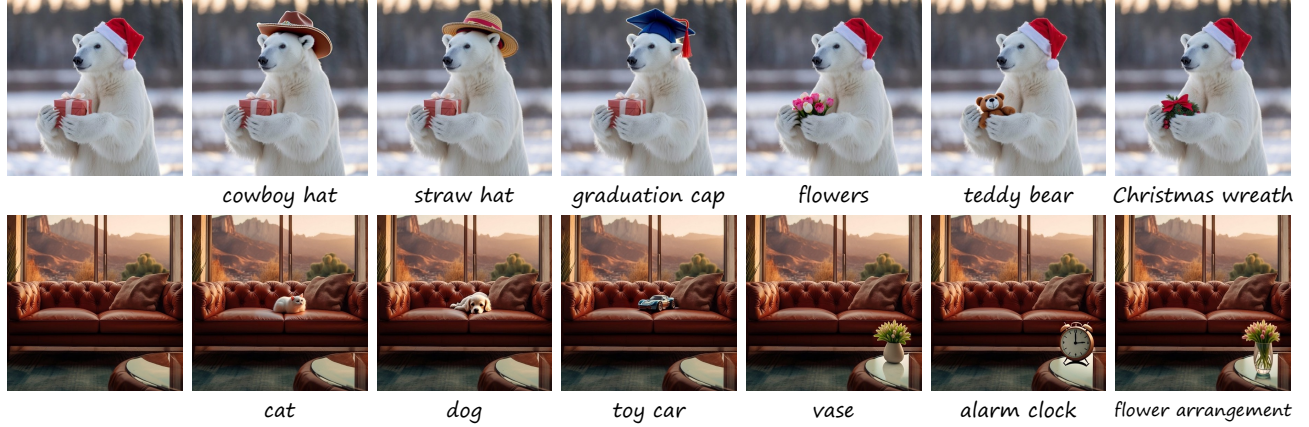 cowboy hat
straw hat
graduation cap
flowers
teddy bear
Christmas wreath
cat
dog
toy car
vase
alarm clock
flower arrangement